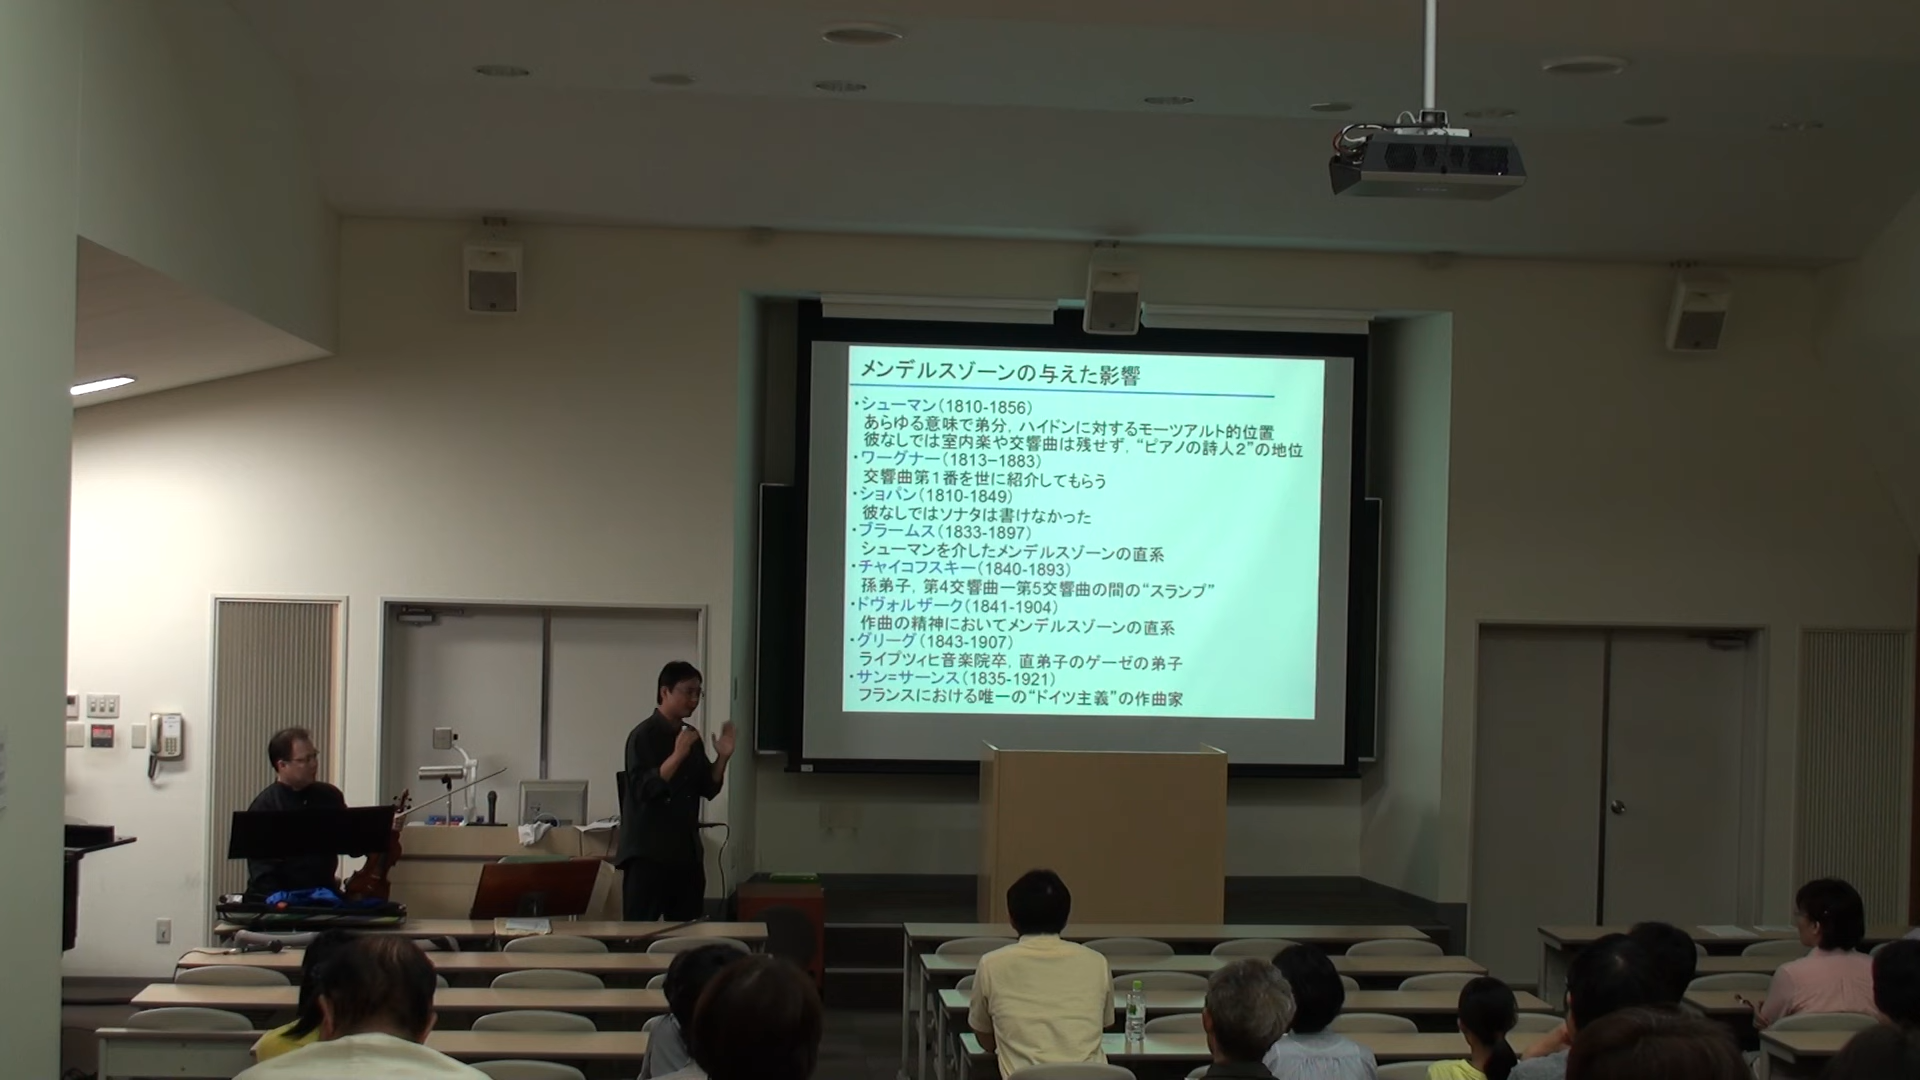 メンデルスゾーンの与えた影響
・シューマン(1810-1856)
あらゆる意味で弟分，ハイドンに対するモーツアルト的位置
彼なしでは室内楽や交響曲は残せず，“ピアノの詩人2”の地位
・ワーグナー(1813−1883)
交響曲第1番を世に紹介してもらう
・ショパン(1810-1849)
彼なしではソナタは書けなかった
・ブラームス(1833-1897)
シューマンを介したメンデルスゾーンの直系
・チャイコフスキー(1840-1893)
孫弟子，第4交響曲ー第5交響曲の間の“スランプ”
・ドヴォルザーク(1841-1904)
作曲の精神においてメンデルスゾーンの直系
・グリーグ(1843-1907)
ライプツィヒ音楽院卒，直弟子のゲーゼの弟子
・サン=サーンス(1835-1921)
フランスにおける唯一の“ドイツ主義”の作曲家